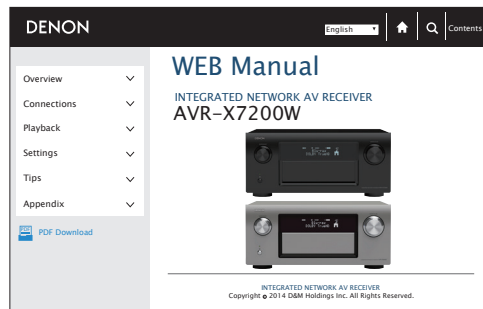 DENON
English
Contents
Overview
Connections
Playback
Settings
Tips
Appendix
PDF Download
WEB Manual
INTEGRATED NETWORK AV RECEIVER
AVR-X7200W
INTEGRATED NETWORK AV RECEIVER
Copyright © 2014 D&M Holdings Inc. All Rights Reserved.